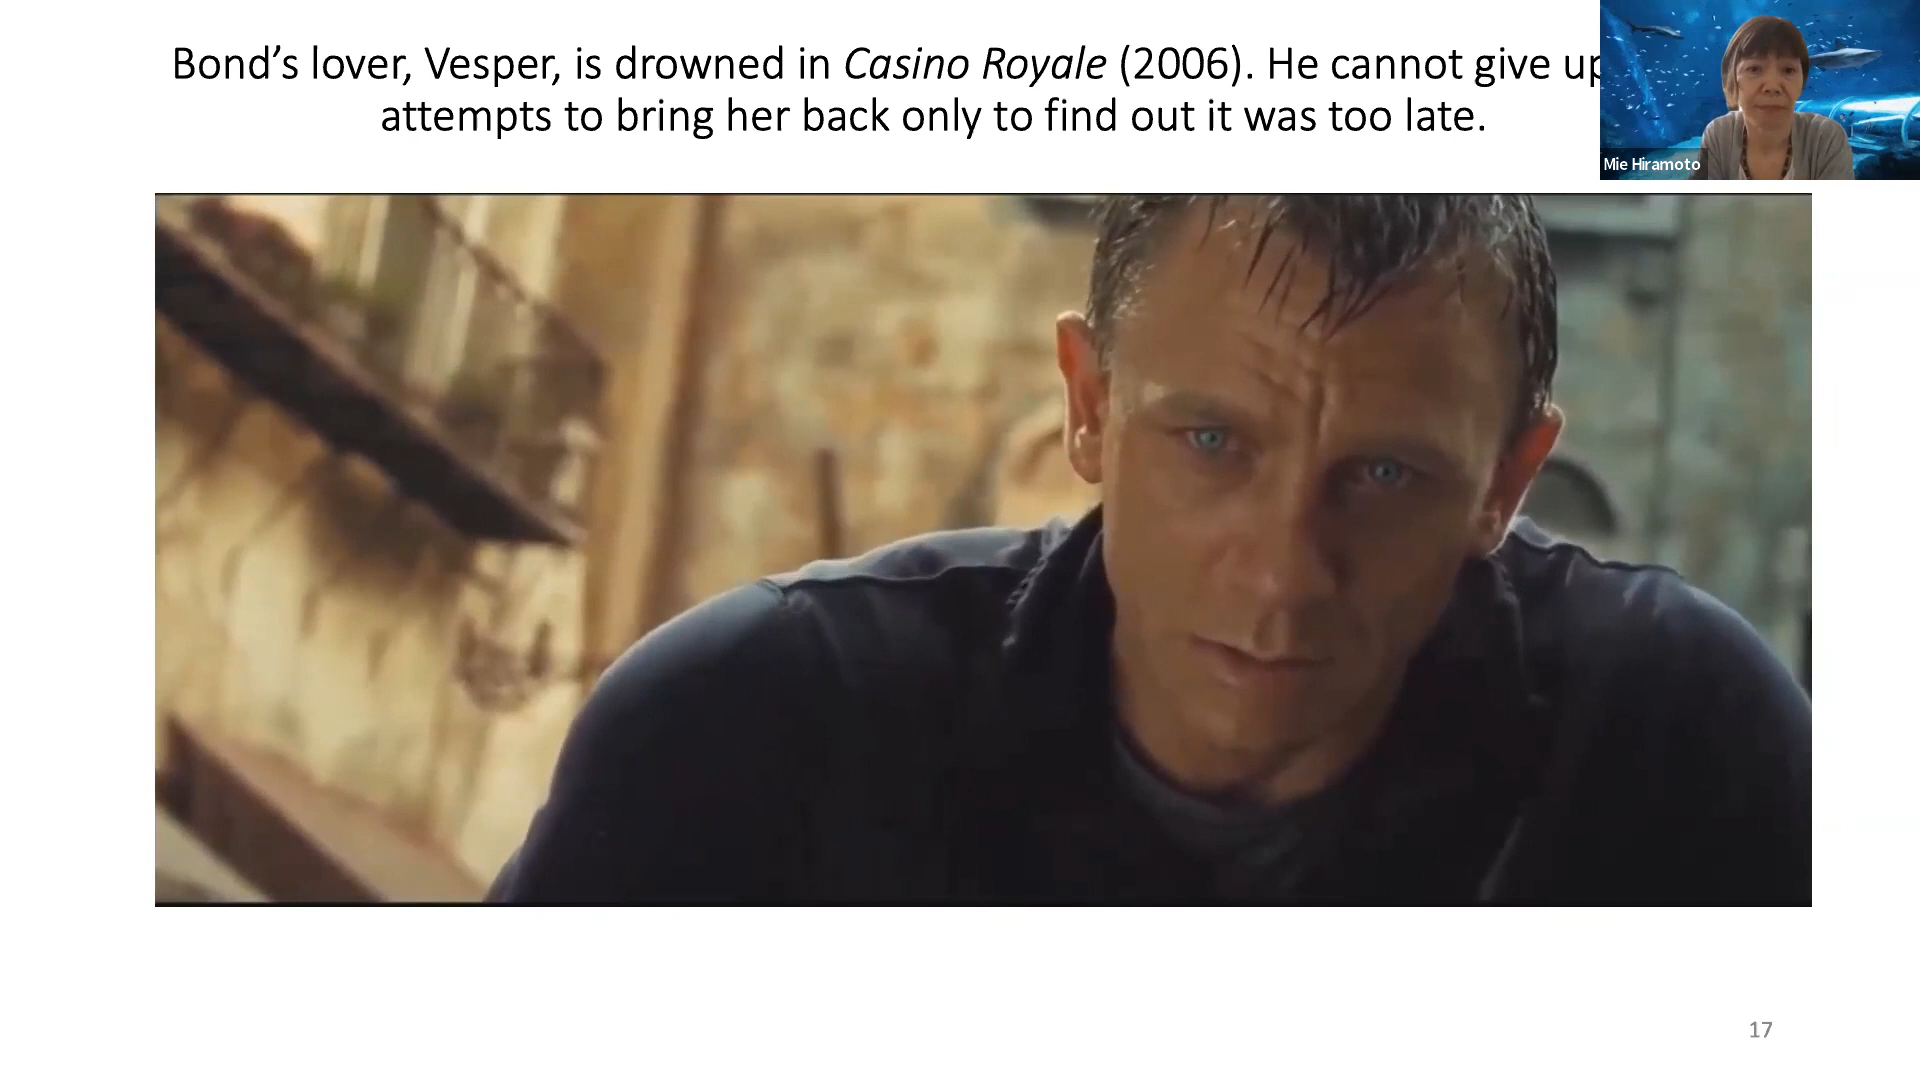 Bond's lover, Vesper, is drowned in Casino Royale (2006). He cannot give up
attempts to bring her back only to find out it was too late.
Mie Hiramoto
17